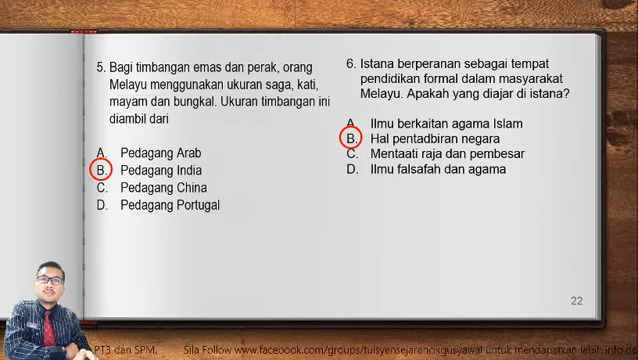 5. Bagi timbangan emas dan perak, orang
Melayu menggunakan ukuran saga, kati,
mayam dan bungkal. Ukuran timbangan ini
diambil dari
A. Pedagang Arab
B. Pedagang India
C. Pedagang China
D. Pedagang Portugal
6. Istana berperanan sebagai tempat
pendidikan formal dalam masyarakat
Melayu. Apakah yang diajar di istana?
A. Ilmu berkaitan agama Islam
B. Hal pentadbiran negara
C. Mentaati raja dan pembesar
D. Ilmu falsafah dan agama
22
PT3 dan SPM. Sila Follow www.facebook.com/groups/tuisyensejarancikgusyawal untuk mendapatkan lebih info